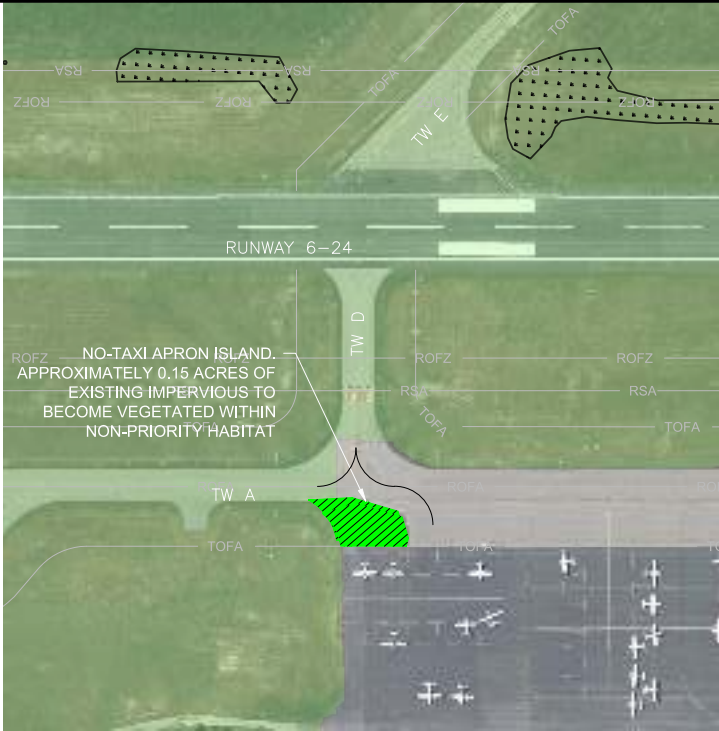 TOFA
RSA
RSA
TOFA
ROFZ
ROFZ
ROFZ
TW E
RUNWAY 6-24
TW D
NO-TAXI APRON ISLAND.
APPROXIMATELY 0.15 ACRES OF
EXISTING IMPERVIOUS TO
BECOME VEGETATED WITHIN
NON-PRIORITY HABITAT
ROFZ
ROFZ
ROFZ
RSA
RSA
TOFA
TOFA
TOFA
ROFA
TW A
TOFA
TOFA